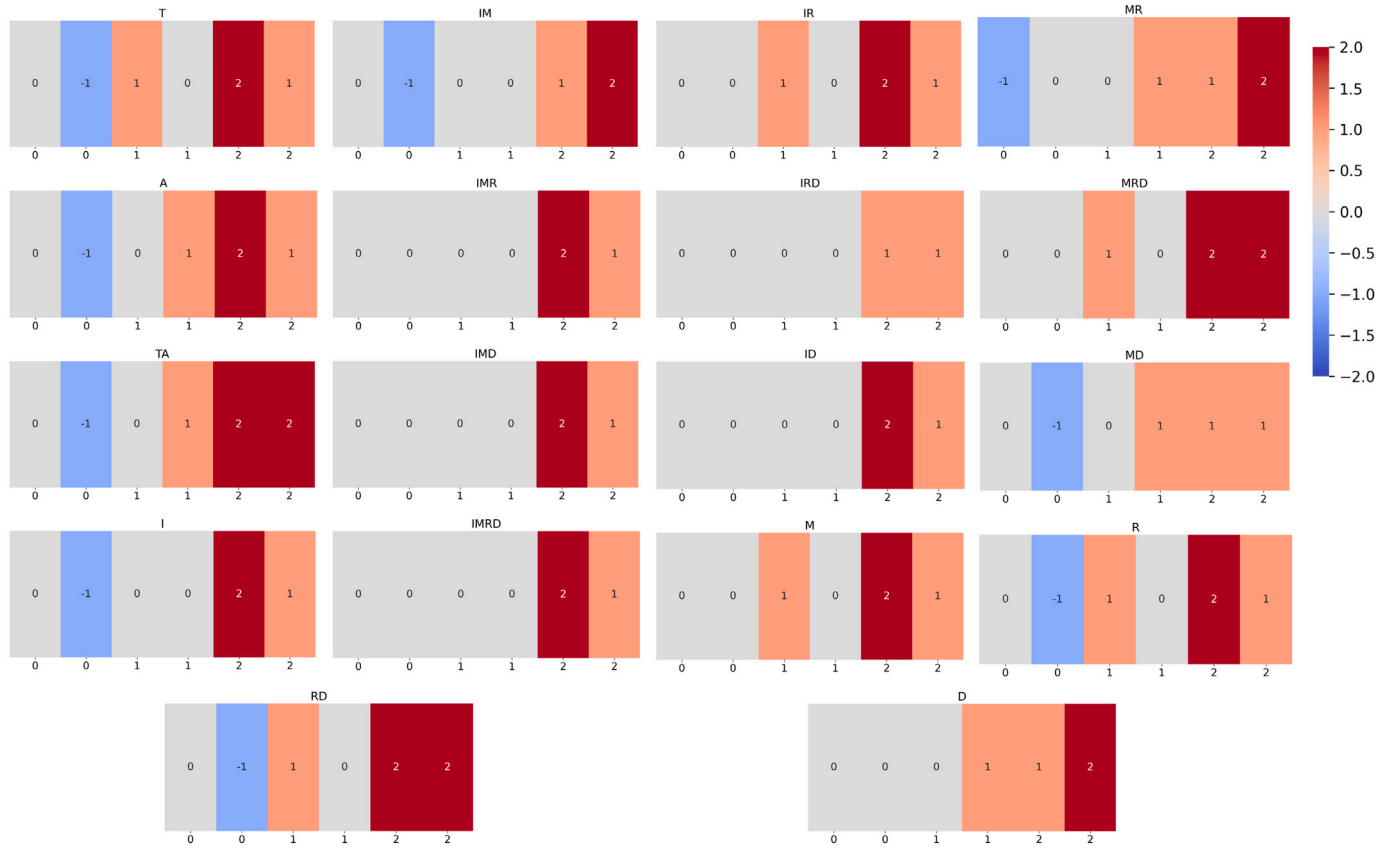 T IM IR MR
0 -1 1 0 2 1 0 -1 0 0 1 2 0 0 1 0 2 1 -1 0 0 1 1 2
0 0 1 1 2 2 0 0 1 1 2 2 0 0 1 1 2 2 0 0 1 1 2 2
2.0
1.5
1.0
0.5
0.0
−0.5
−1.0
−1.5
−2.0
A IMR IRD MRD
0 -1 0 1 2 1 0 0 0 0 2 1 0 0 0 0 1 1 0 0 1 0 2 2
0 0 1 1 2 2 0 0 1 1 2 2 0 0 1 1 2 2 0 0 1 1 2 2
TA IMD ID MD
0 -1 0 1 2 2 0 0 0 0 2 1 0 0 0 0 2 1 0 -1 0 1 1 1
0 0 1 1 2 2 0 0 1 1 2 2 0 0 1 1 2 2 0 0 1 1 2 2
I IMRD M R
0 -1 0 0 2 1 0 0 0 0 2 1 0 0 1 0 2 1 0 -1 1 0 2 1
0 0 1 1 2 2 0 0 1 1 2 2 0 0 1 1 2 2 0 0 1 1 2 2
RD D
0 -1 1 0 2 2 0 0 0 1 1 2
0 0 1 1 2 2 0 0 1 1 2 2